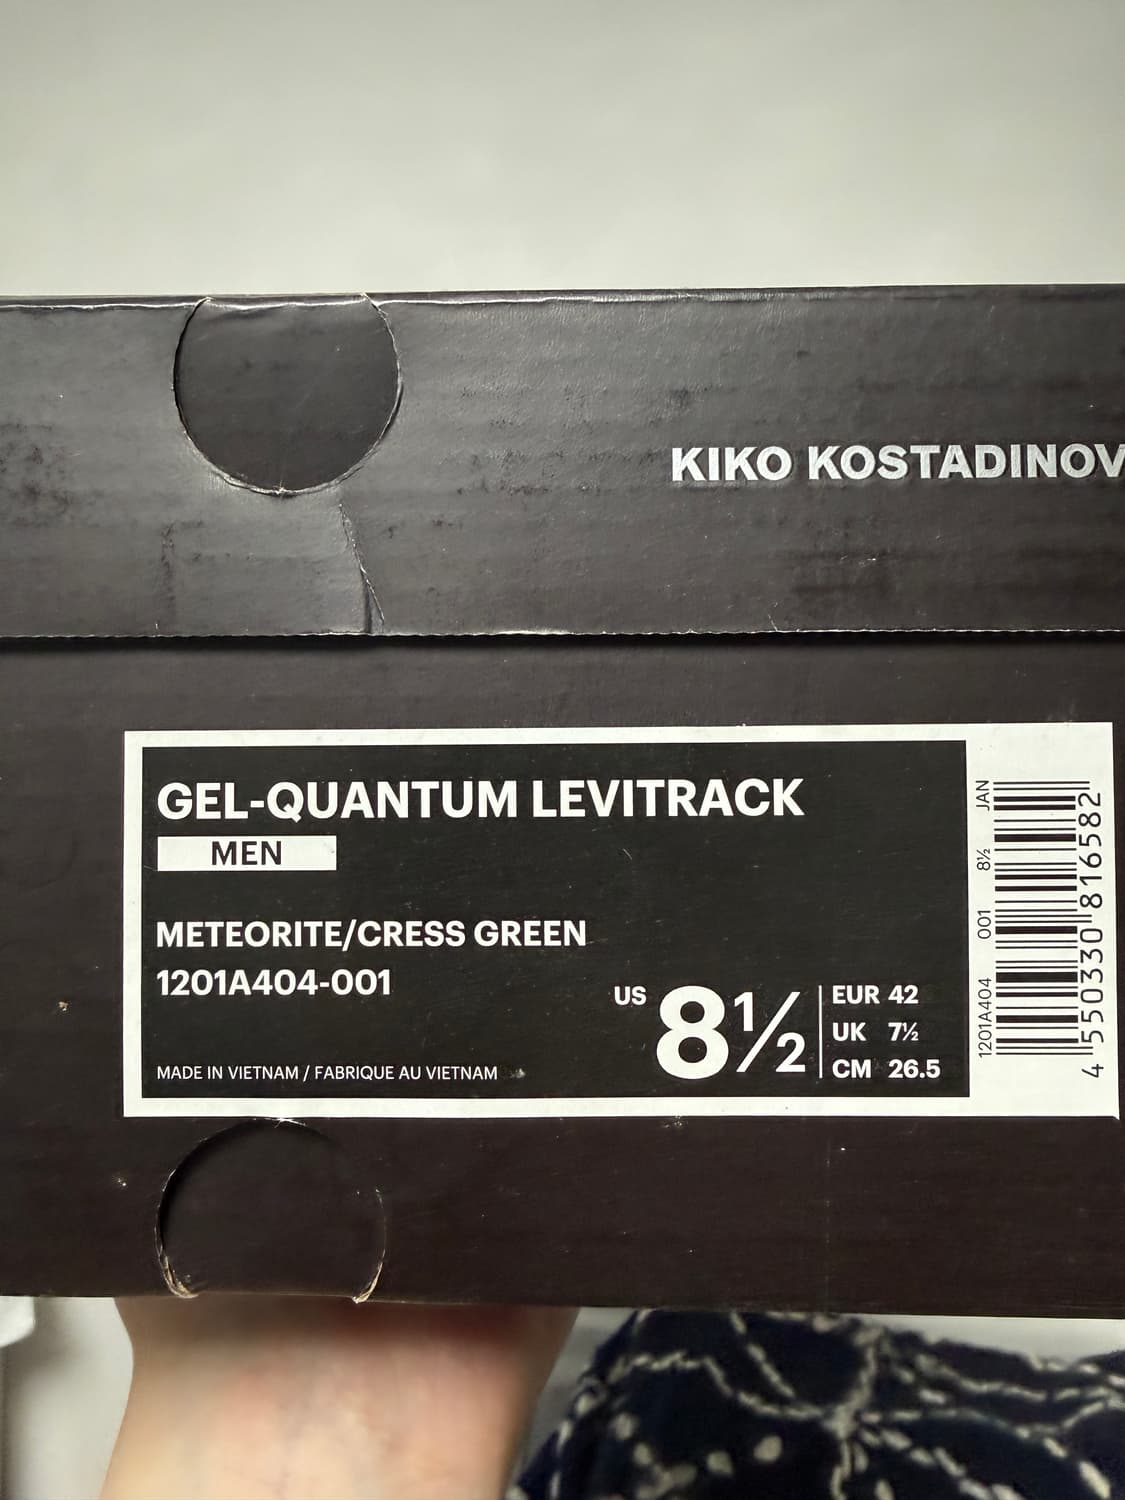 KIKO KOSTADINOV
GEL-QUANTUM LEVITRACK
MEN
METEORITE/CRESS GREEN
1201A404-001
US 8½
EUR 42
UK 7½
CM 26.5
MADE IN VIETNAM / FABRIQUE AU VIETNAM
1201A404 001 8½ JAN
4 550330 816582